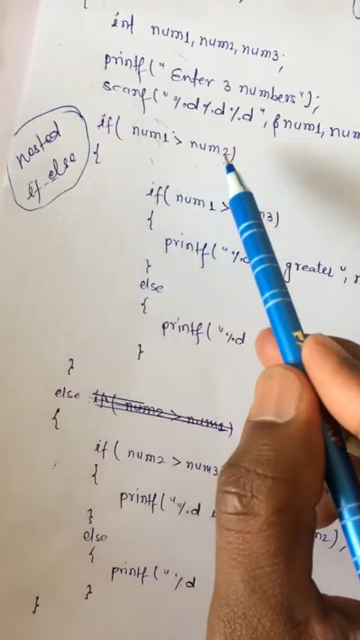 {
int num1, num2, num3;
printf(" Enter 3 numbers");
scanf("%d%d%d", &num1, num
if( num1 > num2)
{
nested
if-else
if( num1 >
{
printf("%d greater",
}
else
{
printf("%d
}
}
else if( num2 > num1)
{
if( num2 > num3
{
printf("%d
}
else
{
printf("%d
}
}